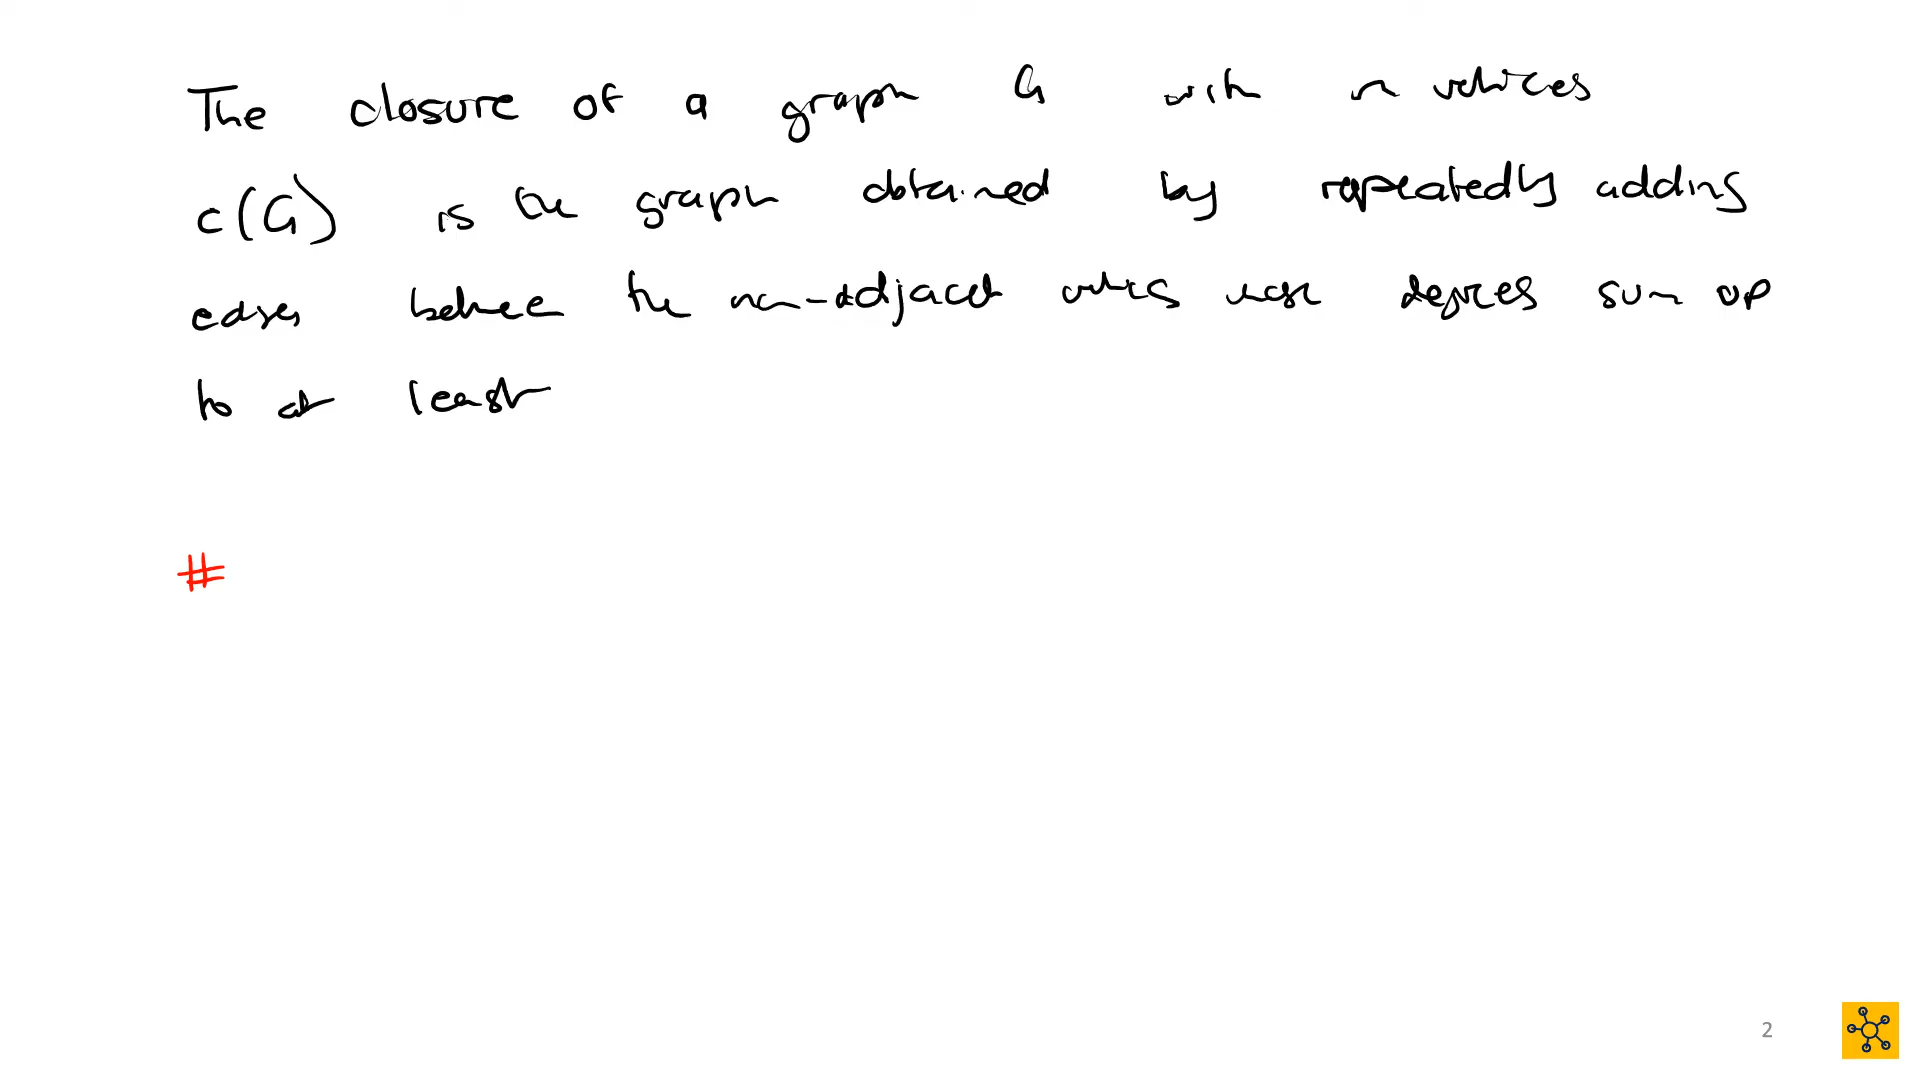 The closure of a graph G with n vertices
c(G) is the graph obtained by repeatedly adding
edges between the non-adjacent vertices whose degrees sum up
to at least
#
2